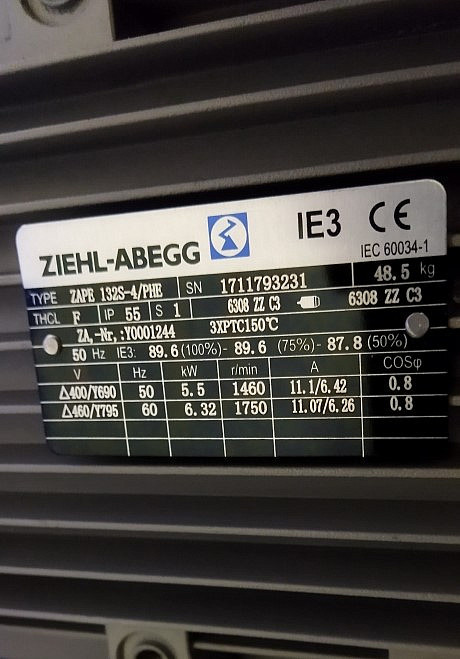 ZIEHL-ABEGG IE3 CE
IEC 60034-1
TYPE ZAPE 132S-4/PHE SN 1711793231 48.5 kg
THCL F IP 55 S 1 6308 ZZ C3 6308 ZZ C3
ZA,-Nr,:Y0001244 3XPTC150℃
50 Hz IE3: 89.6(100%)- 89.6 (75%)- 87.8 (50%)
V Hz kW r/min A COSφ
△400/Y690 50 5.5 1460 11.1/6.42 0.8
△460/Y795 60 6.32 1750 11.07/6.26 0.8